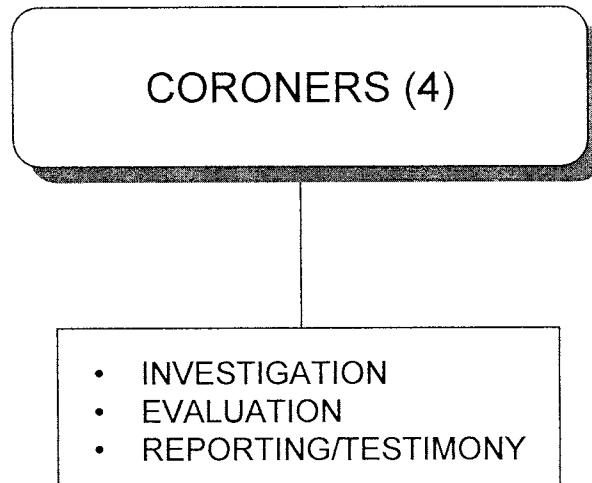 CORONERS (4)
• INVESTIGATION
• EVALUATION
• REPORTING/TESTIMONY